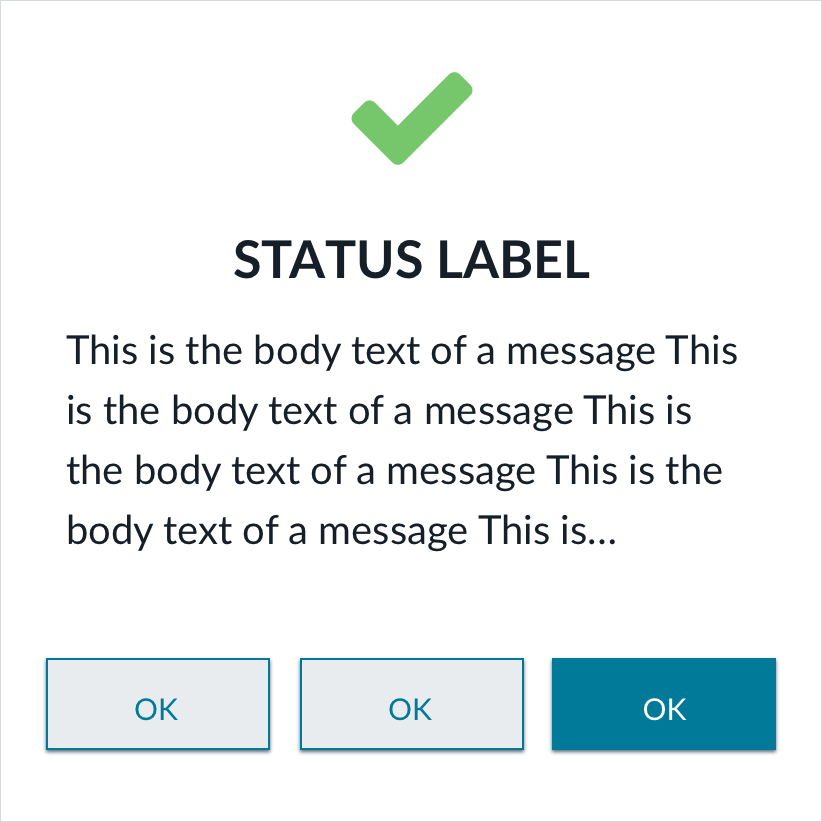 STATUS LABEL
This is the body text of a message This
is the body text of a message This is
the body text of a message This is the
body text of a message This is...
OK OK OK